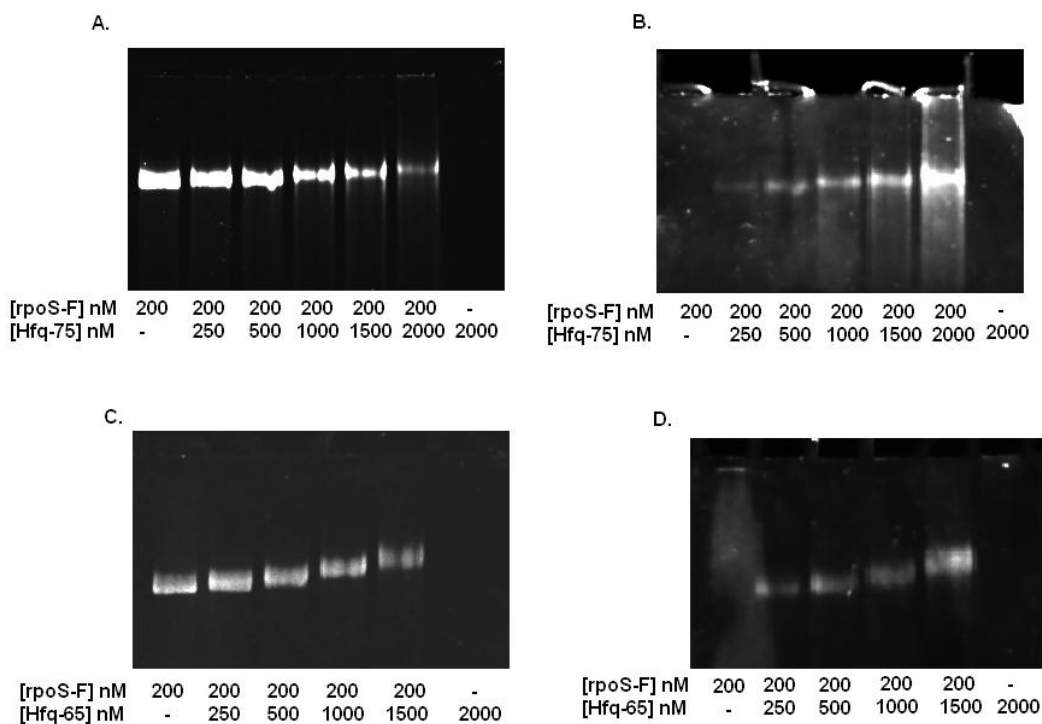 A.
[rpoS-F] nM 200 200 200 200 200 200 -
[Hfq-75] nM - 250 500 1000 1500 2000 2000
B.
[rpoS-F] nM 200 200 200 200 200 200 -
[Hfq-75] nM - 250 500 1000 1500 2000 2000
C.
[rpoS-F] nM 200 200 200 200 200 -
[Hfq-65] nM - 250 500 1000 1500 2000
D.
[rpoS-F] nM 200 200 200 200 200 -
[Hfq-65] nM - 250 500 1000 1500 2000